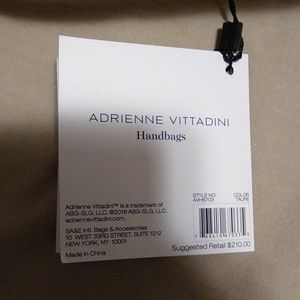 ADRIENNE VITTADINI
Handbags
Adrienne Vittadini™ is a trademark of
ABG-SLG, LLC. ©2018 ABG-SLG, LLC.
adriennevittadini.com
SA&E Intl. Bags & Accessories
10 WEST 33RD STREET, SUITE 1212
NEW YORK, NY 10001
Made in China
STYLE NO:
AVH6703
COLOR
TAUPE
Suggested Retail $210.00